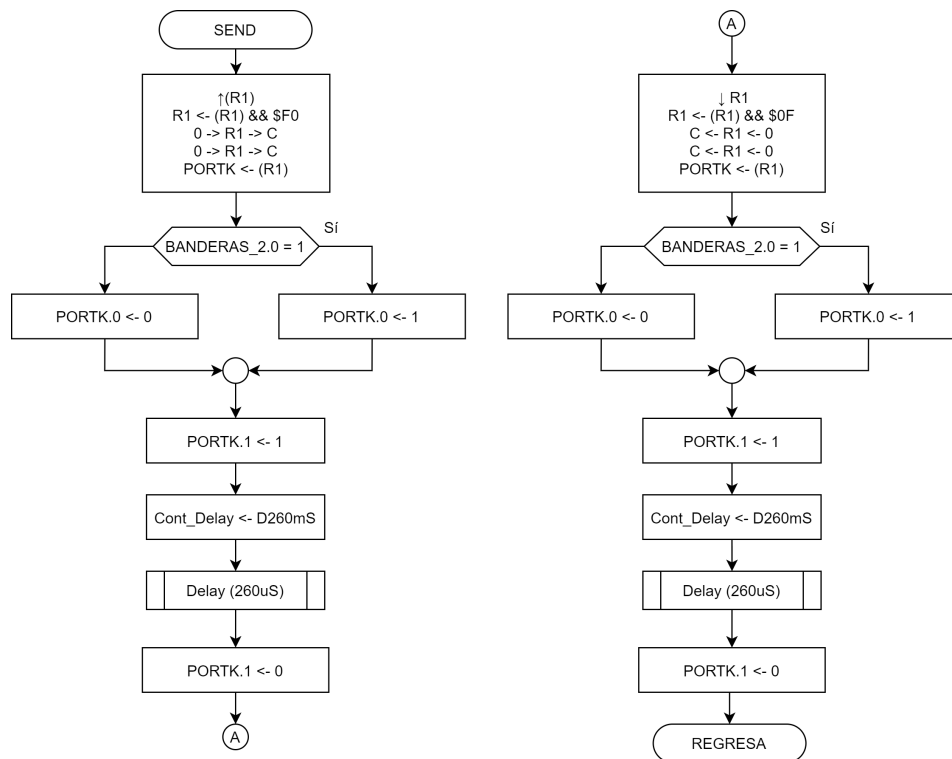 SEND
↑(R1)
R1 <- (R1) && $F0
0 -> R1 -> C
0 -> R1 -> C
PORTK <- (R1)
BANDERAS_2.0 = 1
Sí
PORTK.0 <- 0
PORTK.0 <- 1
PORTK.1 <- 1
Cont_Delay <- D260mS
Delay (260uS)
PORTK.1 <- 0
A
A
↓ R1
R1 <- (R1) && $0F
C <- R1 <- 0
C <- R1 <- 0
PORTK <- (R1)
BANDERAS_2.0 = 1
Sí
PORTK.0 <- 0
PORTK.0 <- 1
PORTK.1 <- 1
Cont_Delay <- D260mS
Delay (260uS)
PORTK.1 <- 0
REGRESA